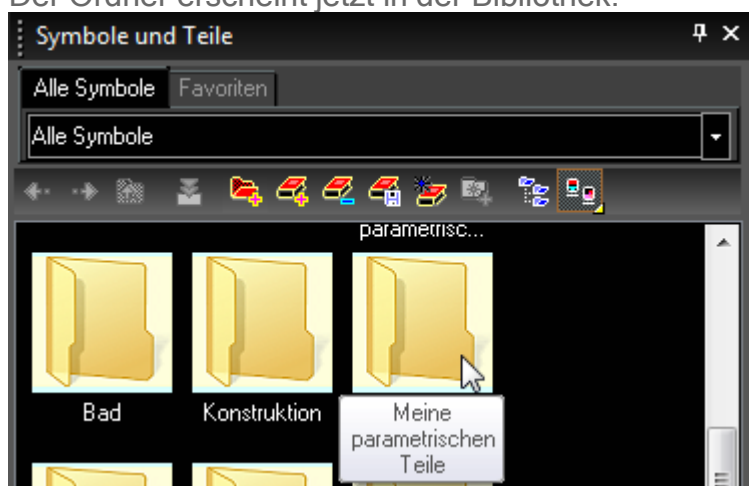 Der Ordner erscheint jetzt in der Bibliothek.
Symbole und Teile
Alle Symbole Favoriten
Alle Symbole
parametrisc...
Bad Konstruktion Meine
parametrischen
Teile